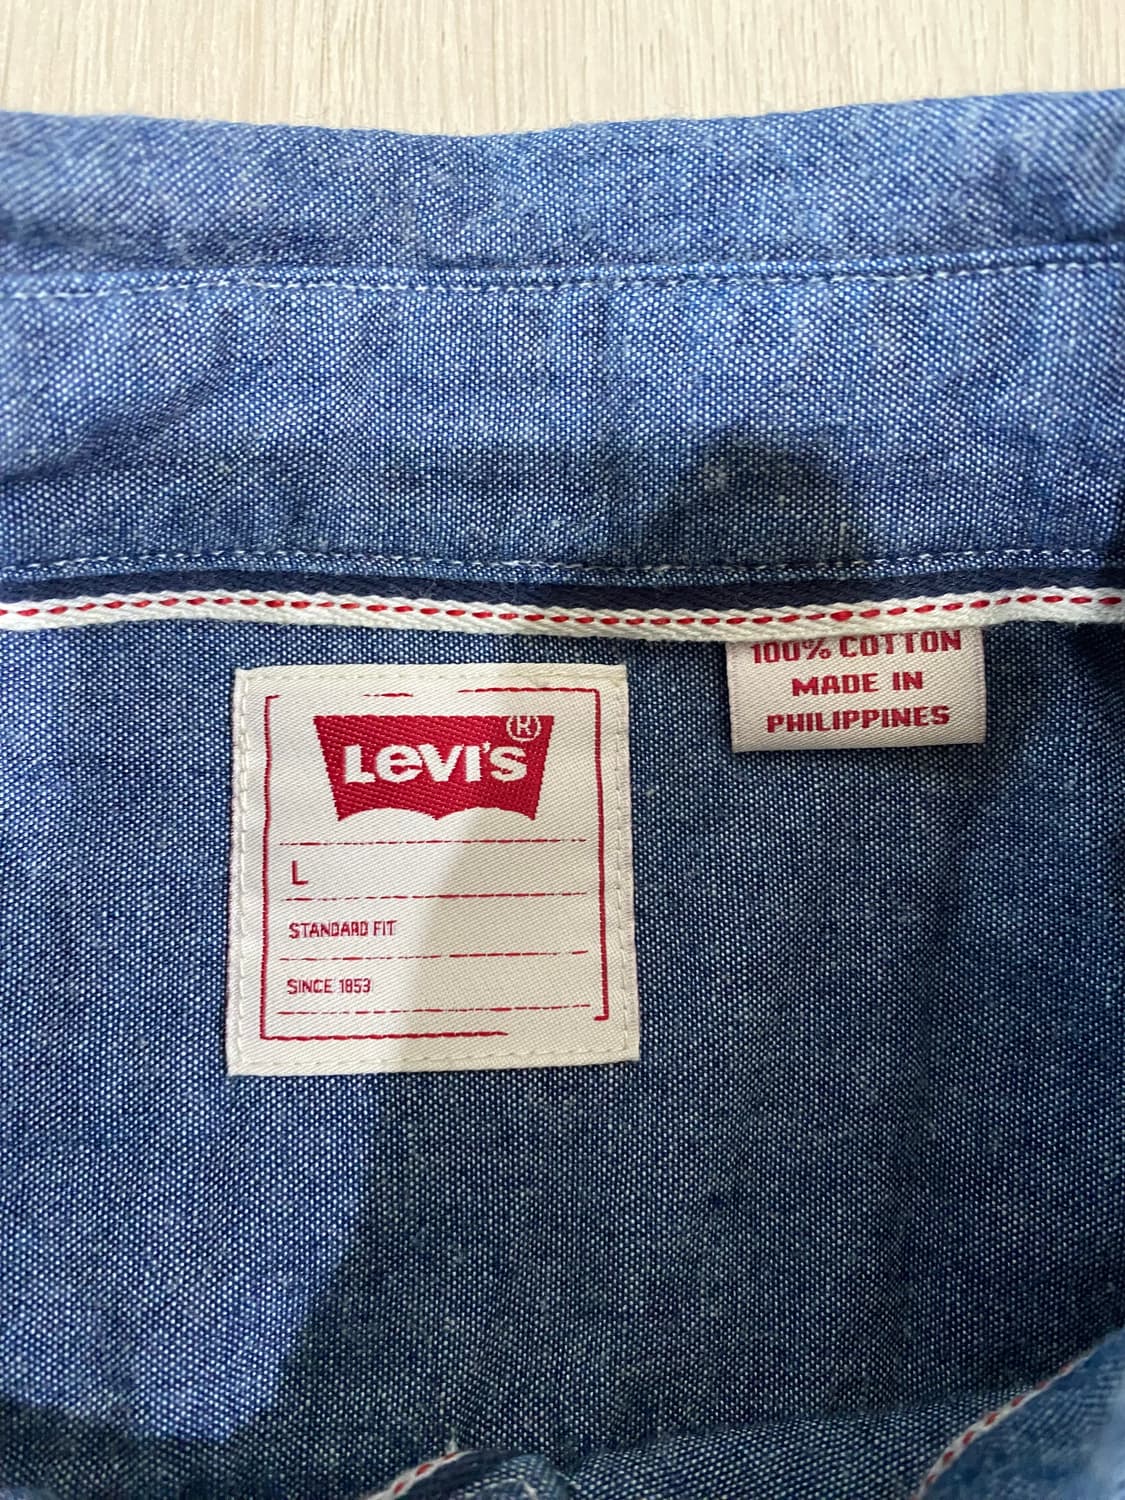 100% COTTON
MADE IN
PHILIPPINES
LEVI'S®
L
STANDARD FIT
SINCE 1853